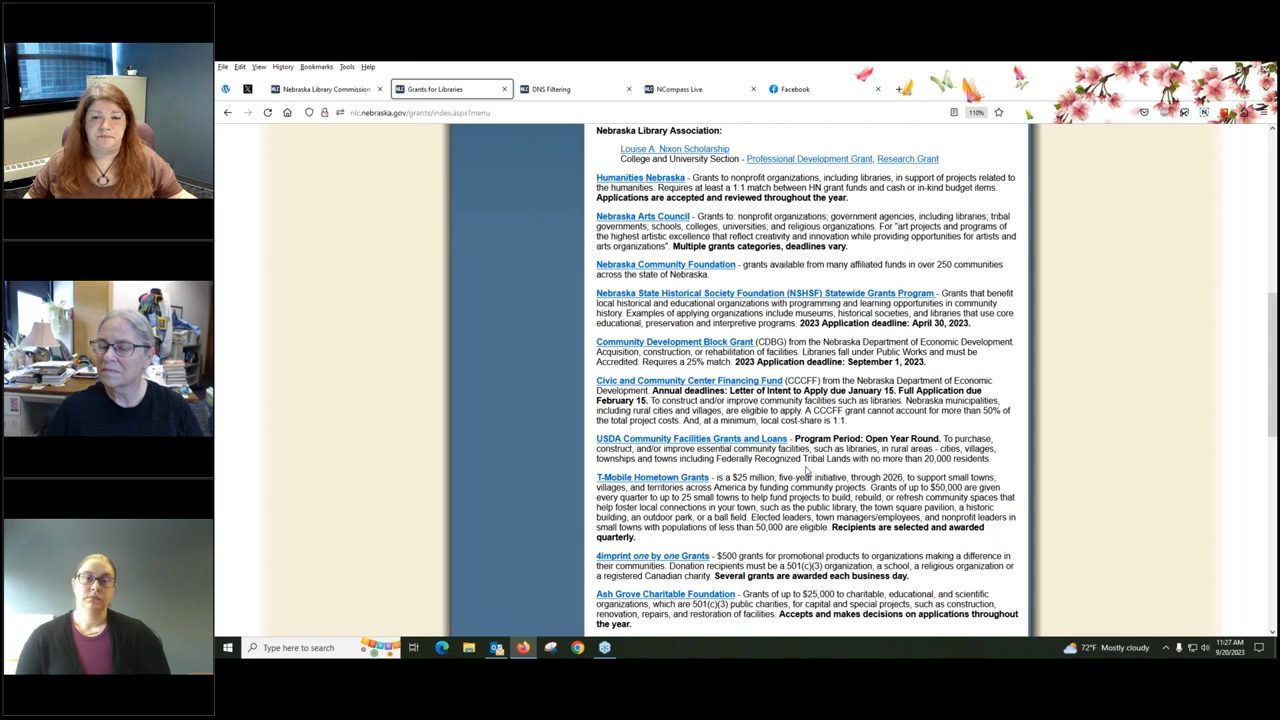 File Edit View History Bookmarks Tools Help
Nebraska Library Commission
Grants for Libraries
DNS Filtering
NCompass Live
Facebook
nlc.nebraska.gov/grants/index.aspx?menu
110%
Nebraska Library Association:
Louise A. Nixon Scholarship
College and University Section - Professional Development Grant, Research Grant
Humanities Nebraska - Grants to nonprofit organizations, including libraries, in support of projects related to
the humanities. Requires at least a 1:1 match between HN grant funds and cash or in-kind budget items.
Applications are accepted and reviewed throughout the year.
Nebraska Arts Council - Grants to: nonprofit organizations; government agencies, including libraries; tribal
governments; schools, colleges, universities; and religious organizations. For "art projects and programs of
the highest artistic excellence that reflect creativity and innovation while providing opportunities for artists and
arts organizations". Multiple grants categories, deadlines vary.
Nebraska Community Foundation - grants available from many affiliated funds in over 250 communities
across the state of Nebraska.
Nebraska State Historical Society Foundation (NSHSF) Statewide Grants Program - Grants that benefit
local historical and educational organizations with programming and learning opportunities in community
history. Examples of applying organizations include museums, historical societies, and libraries that use core
educational, preservation and interpretive programs. 2023 Application deadline: April 30, 2023.
Community Development Block Grant (CDBG) from the Nebraska Department of Economic Development.
Acquisition, construction, or rehabilitation of facilities. Libraries fall under Public Works and must be
Accredited. Requires a 25% match. 2023 Application deadline: September 1, 2023.
Civic and Community Center Financing Fund (CCCFF) from the Nebraska Department of Economic
Development. Annual deadlines: Letter of Intent to Apply due January 15. Full Application due
February 15. To construct and/or improve community facilities such as libraries. Nebraska municipalities,
including rural cities and villages, are eligible to apply. A CCCFF grant cannot account for more than 50% of
the total project costs. And, at a minimum, local cost-share is 1:1.
USDA Community Facilities Grants and Loans - Program Period: Open Year Round. To purchase,
construct, and/or improve essential community facilities, such as libraries, in rural areas - cities, villages,
townships and towns including Federally Recognized Tribal Lands with no more than 20,000 residents.
T-Mobile Hometown Grants - is a $25 million, five-year initiative, through 2026, to support small towns,
villages, and territories across America by funding community projects. Grants of up to $50,000 are given
every quarter to up to 25 small towns to help fund projects to build, rebuild, or refresh community spaces that
help foster local connections in your town, such as the public library, the town square pavilion, a historic
building, an outdoor park, or a ball field. Elected leaders, town managers/employees, and nonprofit leaders in
small towns with populations of less than 50,000 are eligible. Recipients are selected and awarded
quarterly.
4imprint one by one Grants - $500 grants for promotional products to organizations making a difference in
their communities. Donation recipients must be a 501(c)(3) organization, a school, a religious organization or
a registered Canadian charity. Several grants are awarded each business day.
Ash Grove Charitable Foundation - Grants of up to $25,000 to charitable, educational, and scientific
organizations, which are 501(c)(3) public charities, for capital and special projects, such as construction,
renovation, repairs, and restoration of facilities. Accepts and makes decisions on applications throughout
the year.
Type here to search
72°F Mostly cloudy
11:27 AM
9/20/2023